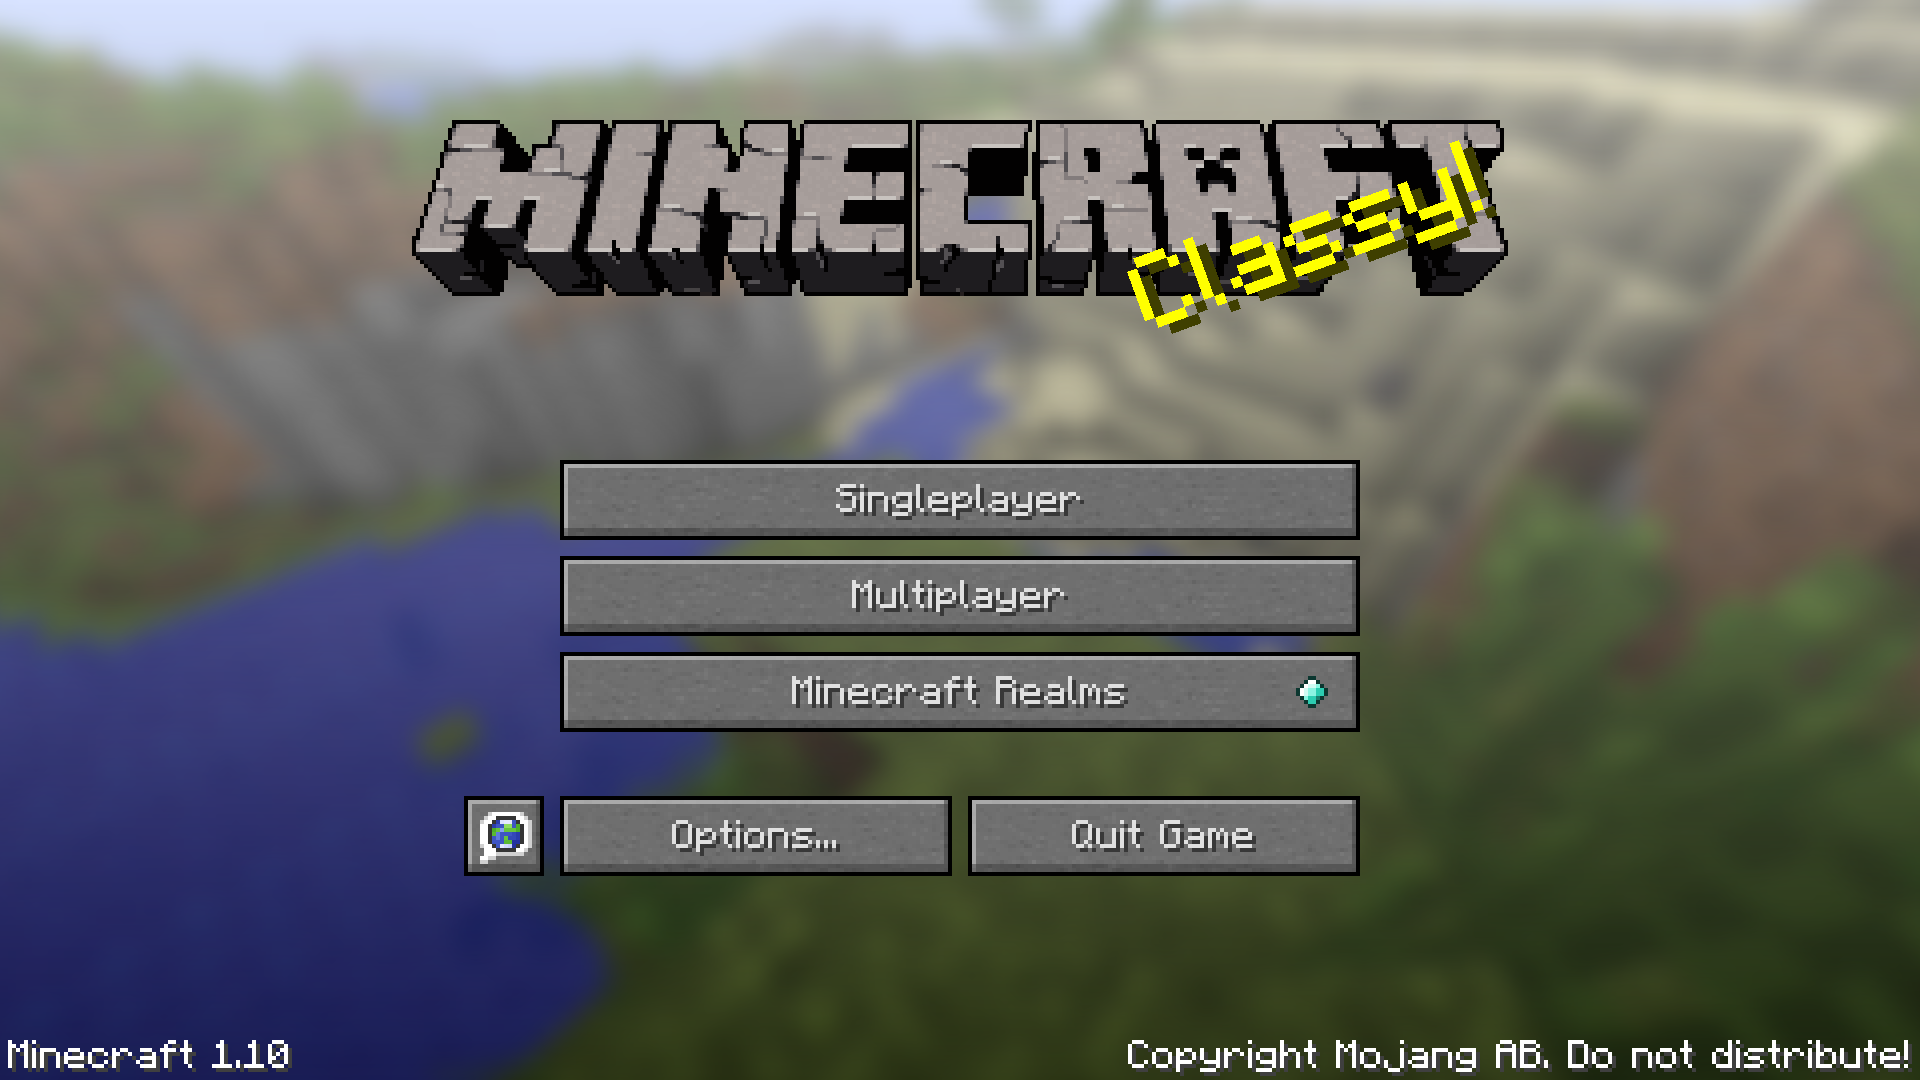 MINECRAFT
Classy!
Singleplayer
Multiplayer
Minecraft Realms
Options...
Quit Game
Minecraft 1.10
Copyright Mojang AB. Do not distribute!